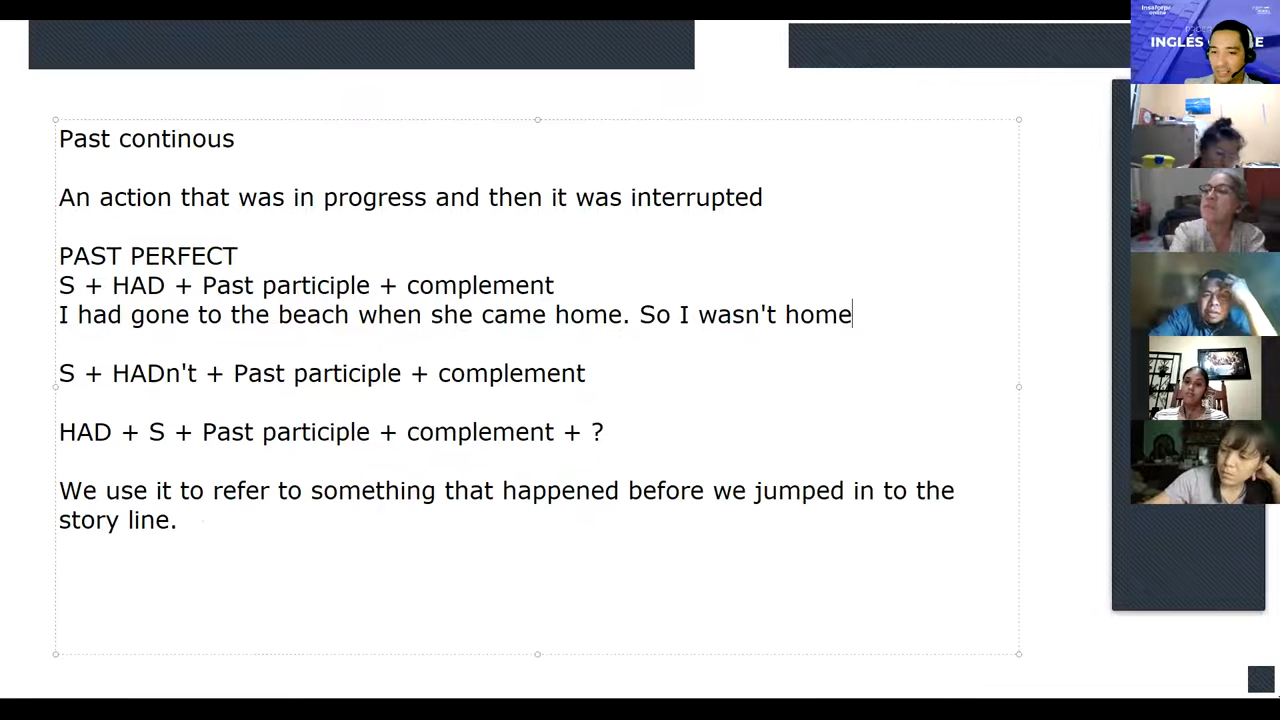 Past continous
An action that was in progress and then it was interrupted
PAST PERFECT
S + HAD + Past participle + complement
I had gone to the beach when she came home. So I wasn't home
S + HADn't + Past participle + complement
HAD + S + Past participle + complement + ?
We use it to refer to something that happened before we jumped in to the
story line.
Insaforp
online